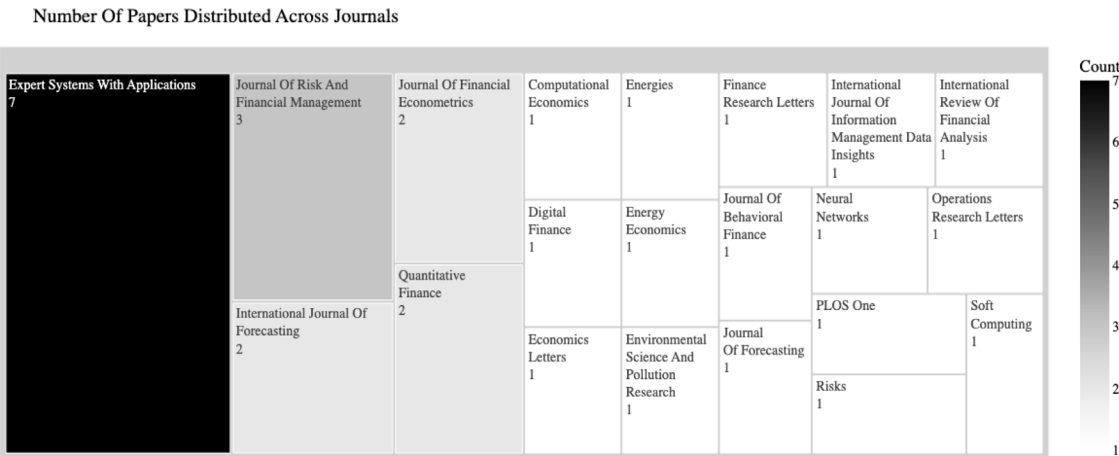 Number Of Papers Distributed Across Journals
Expert Systems With Applications
7
Journal Of Risk And
Financial Management
3
International Journal Of
Forecasting
2
Journal Of Financial
Econometrics
2
Quantitative
Finance
2
Computational
Economics
1
Digital
Finance
1
Economics
Letters
1
Energies
1
Energy
Economics
1
Environmental
Science And
Pollution
Research
1
Finance
Research Letters
1
International
Journal Of
Information
Management Data
Insights
1
International
Review Of
Financial
Analysis
1
Journal Of
Behavioral
Finance
1
Journal
Of Forecasting
1
Neural
Networks
1
Operations
Research Letters
1
PLOS One
1
Risks
1
Soft
Computing
1
Count
7
6
5
4
3
2
1